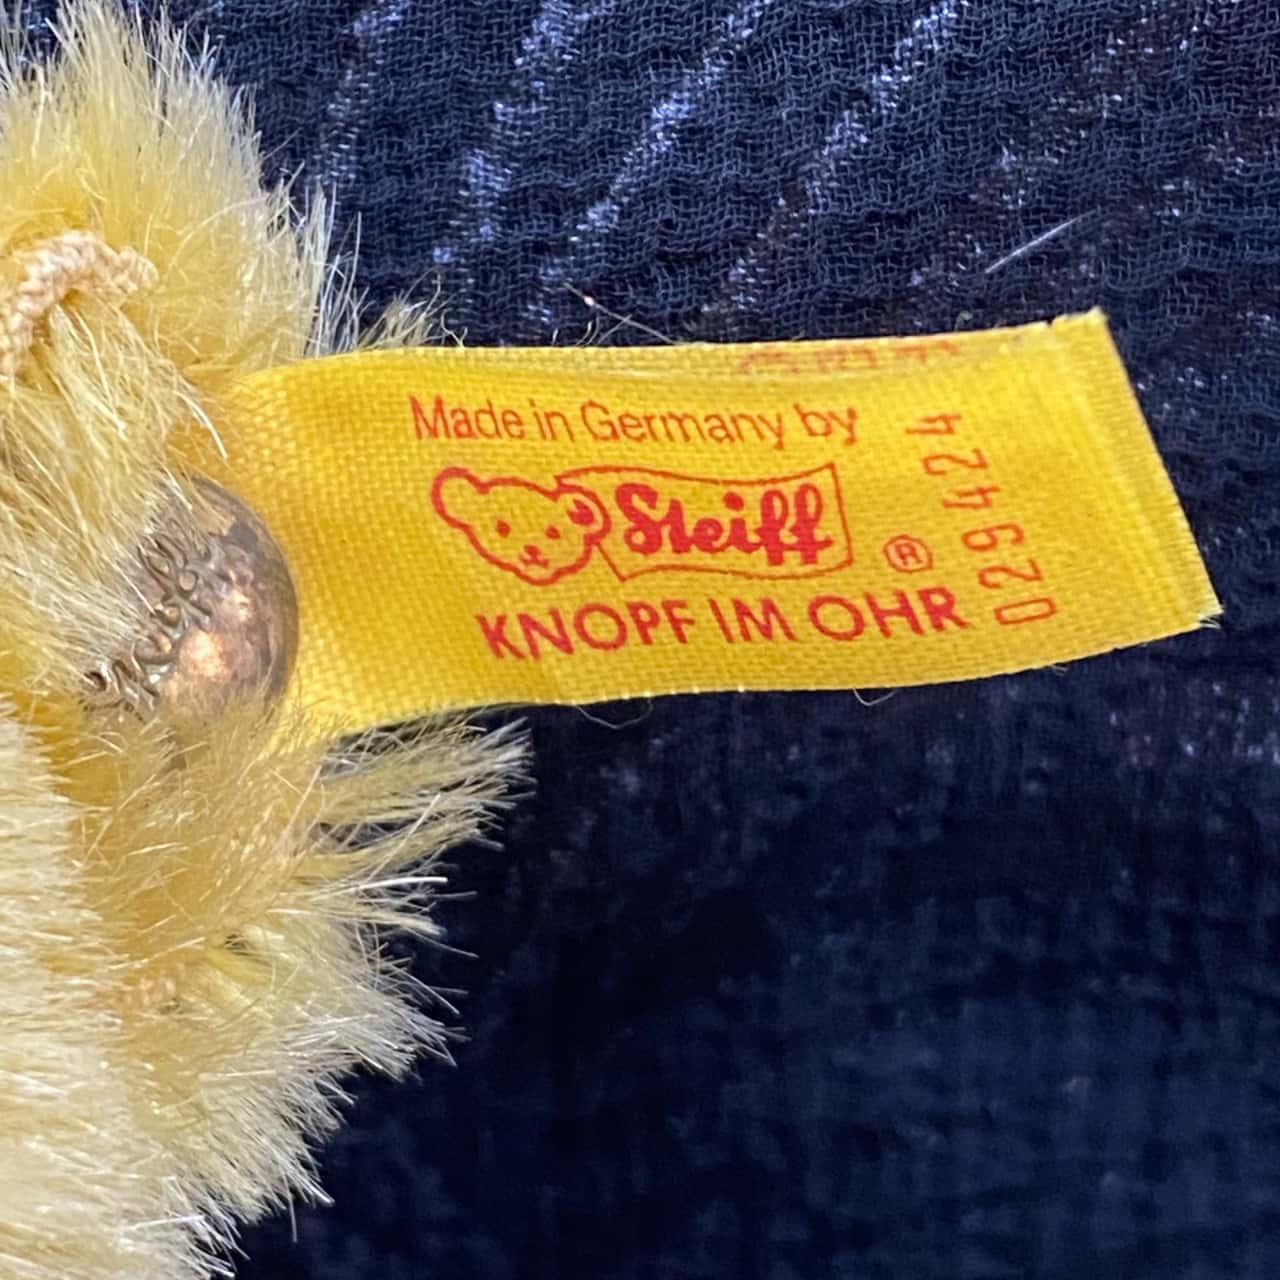 Made in Germany by
Steiff
®
KNOPF IM OHR
029424